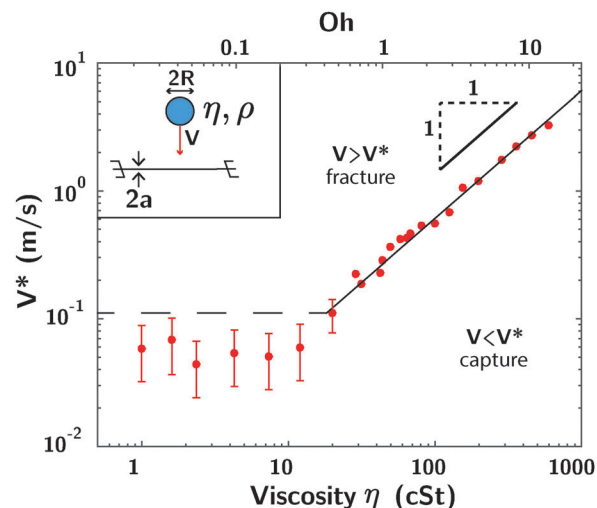 Oh
0.1 1 10
10^1
10^0
10^-1
10^-2
V* (m/s)
2R
η, ρ
V
2a
1
1
V>V*
fracture
V<V*
capture
1 10 100 1000
Viscosity η (cSt)